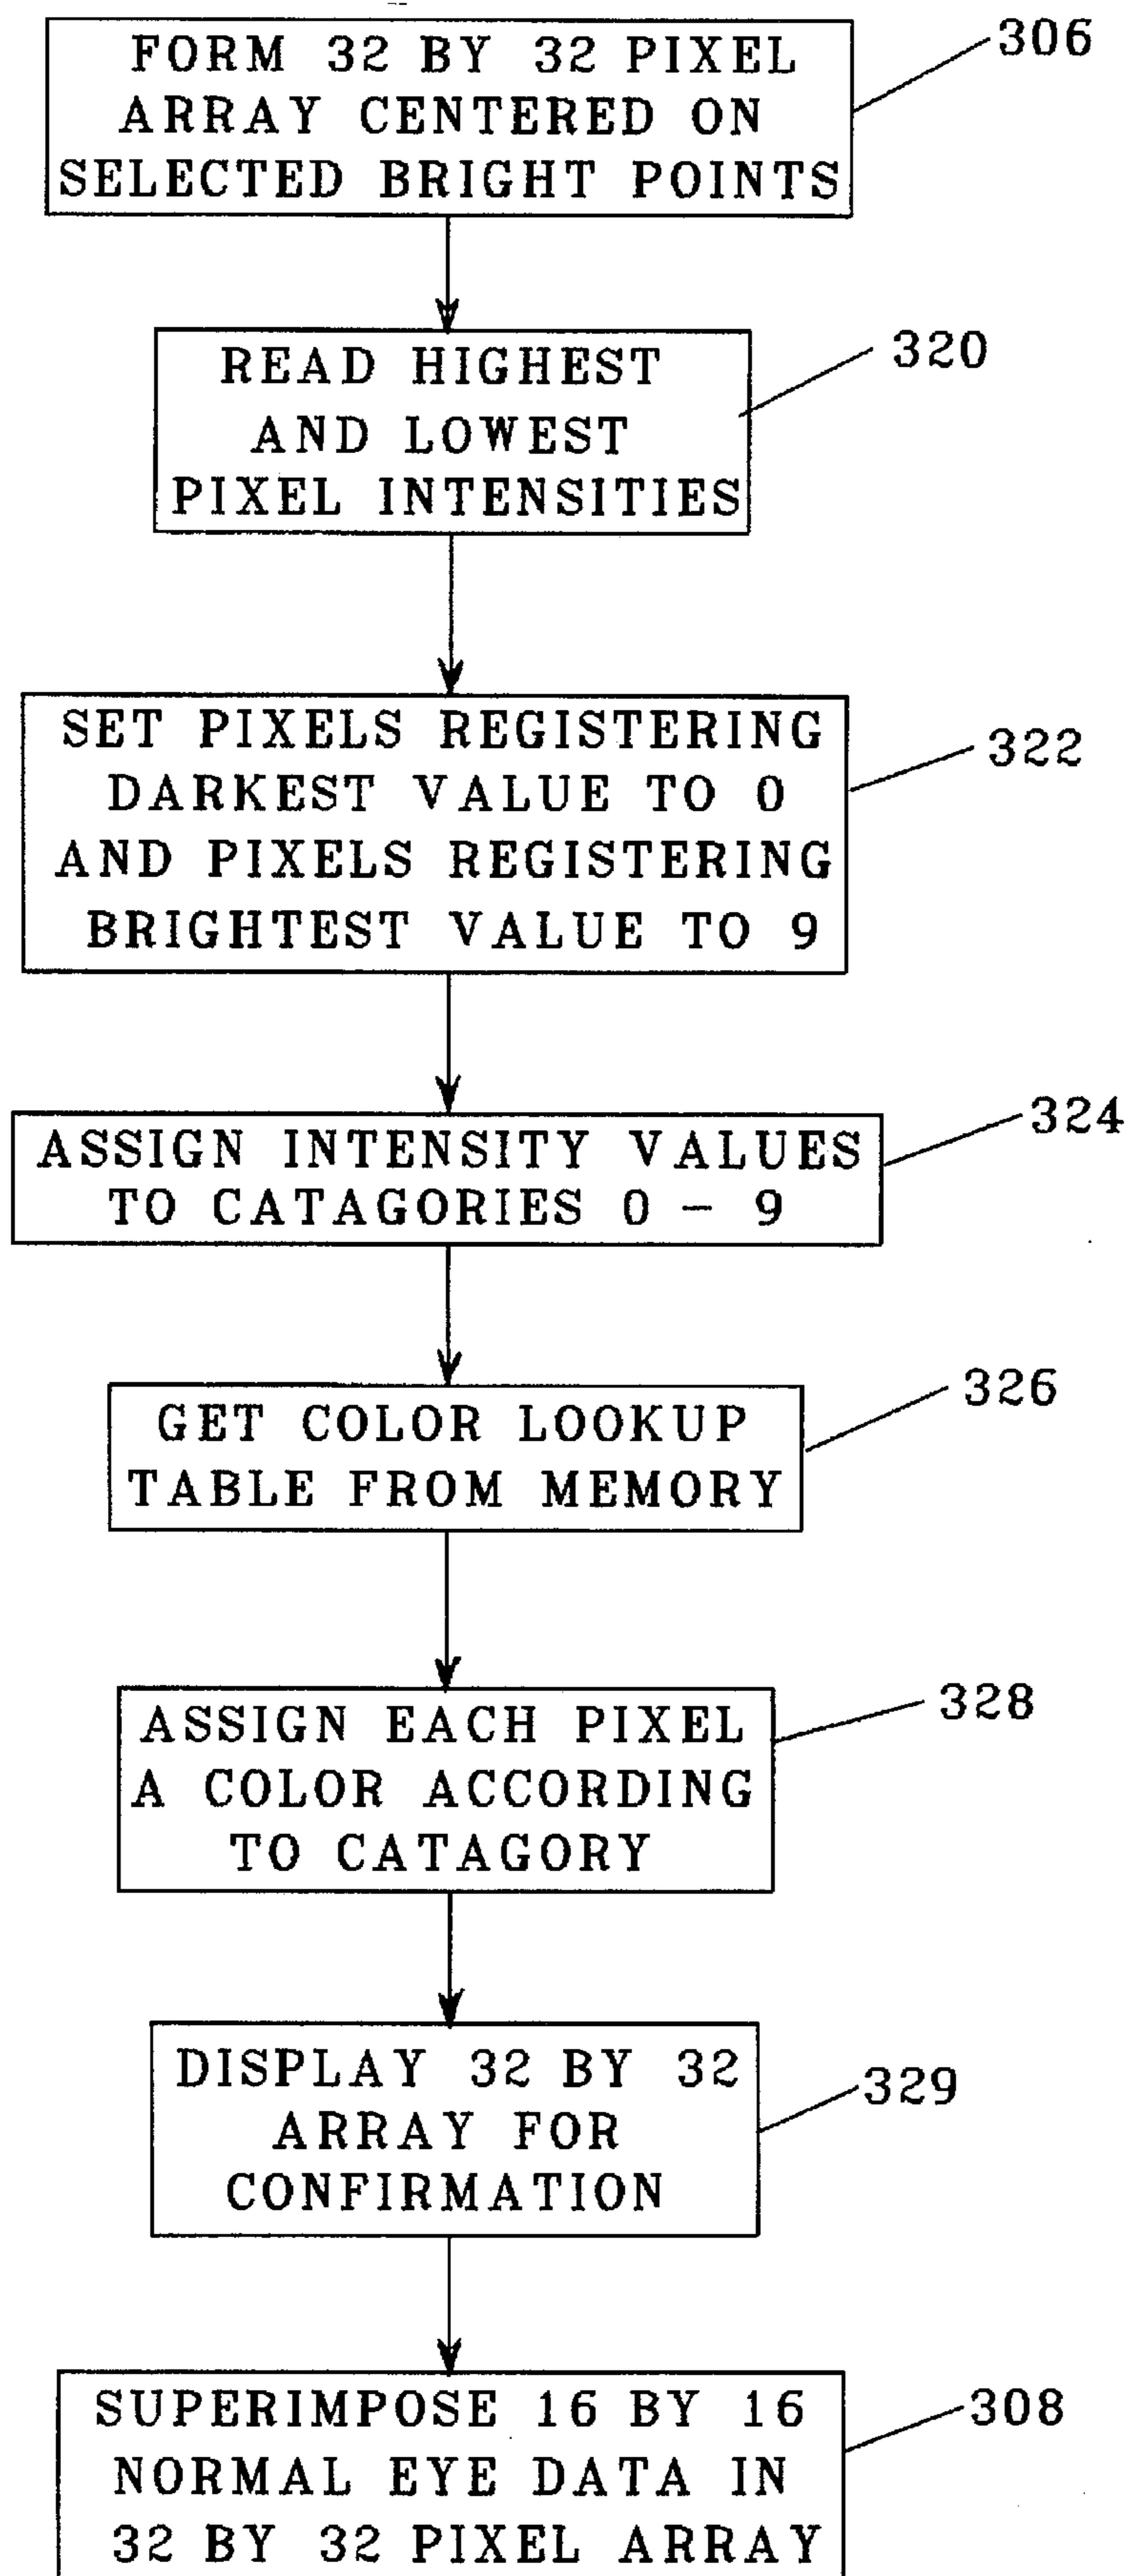 FORM 32 BY 32 PIXEL
ARRAY CENTERED ON
SELECTED BRIGHT POINTS
306
READ HIGHEST
AND LOWEST
PIXEL INTENSITIES
320
SET PIXELS REGISTERING
DARKEST VALUE TO 0
AND PIXELS REGISTERING
BRIGHTEST VALUE TO 9
322
ASSIGN INTENSITY VALUES
TO CATAGORIES 0 - 9
324
GET COLOR LOOKUP
TABLE FROM MEMORY
326
ASSIGN EACH PIXEL
A COLOR ACCORDING
TO CATAGORY
328
DISPLAY 32 BY 32
ARRAY FOR
CONFIRMATION
329
SUPERIMPOSE 16 BY 16
NORMAL EYE DATA IN
32 BY 32 PIXEL ARRAY
308